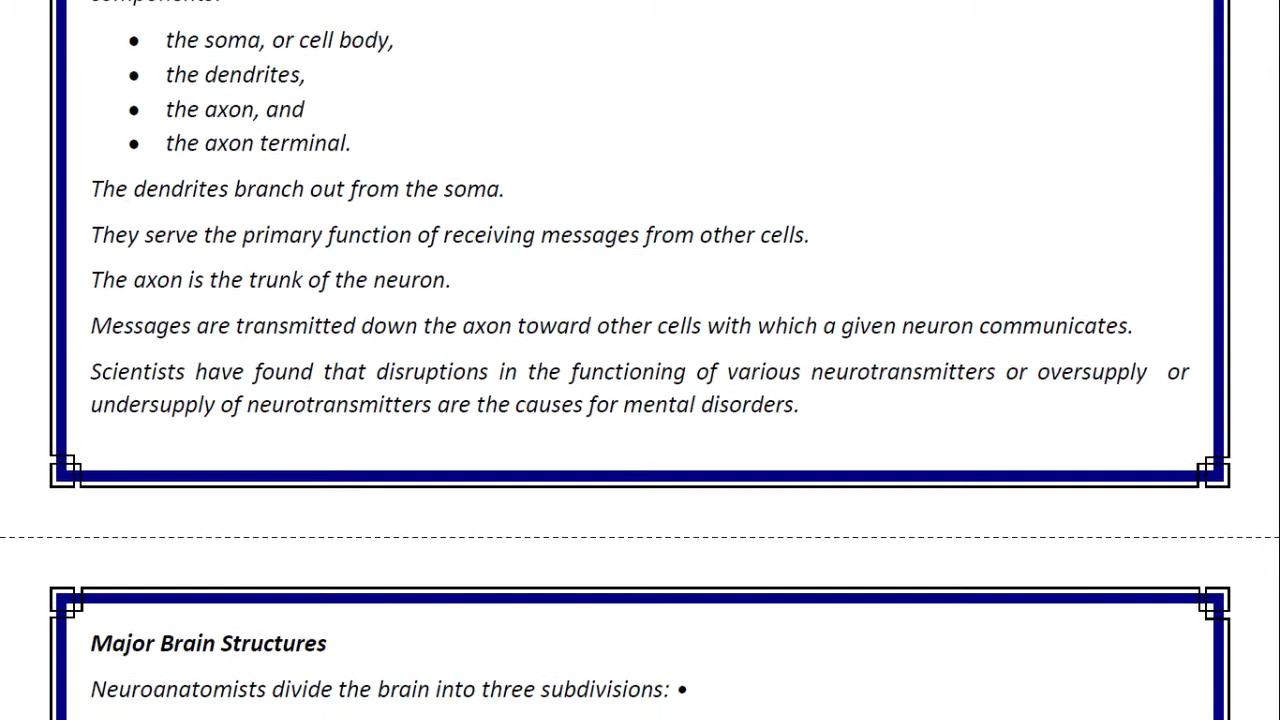 components:
• the soma, or cell body,
• the dendrites,
• the axon, and
• the axon terminal.
The dendrites branch out from the soma.
They serve the primary function of receiving messages from other cells.
The axon is the trunk of the neuron.
Messages are transmitted down the axon toward other cells with which a given neuron communicates.
Scientists have found that disruptions in the functioning of various neurotransmitters or oversupply or
undersupply of neurotransmitters are the causes for mental disorders.
Major Brain Structures
Neuroanatomists divide the brain into three subdivisions: •